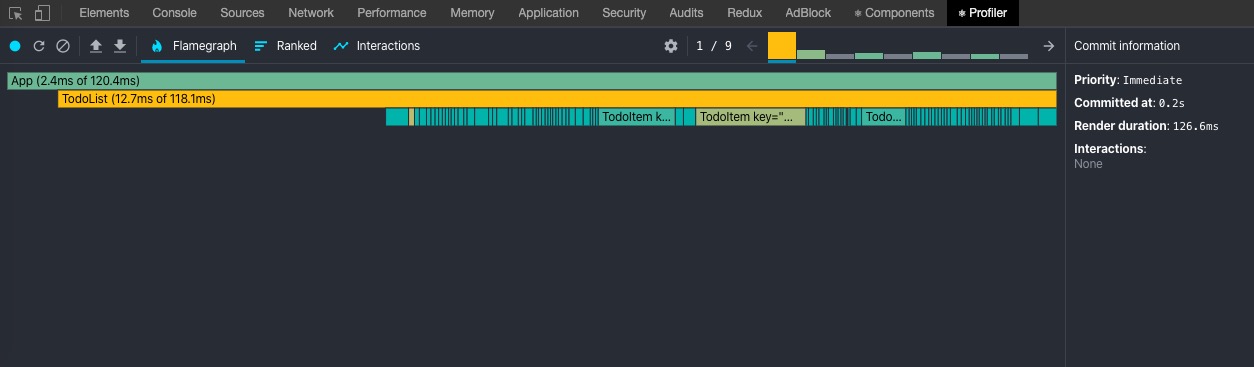 Elements Console Sources Network Performance Memory Application Security Audits Redux AdBlock Components Profiler
Flamegraph Ranked Interactions 1 / 9 Commit information
App (2.4ms of 120.4ms)
TodoList (12.7ms of 118.1ms)
TodoItem k... TodoItem key="... Todo...
Priority: Immediate
Committed at: 0.2s
Render duration: 126.6ms
Interactions:
None